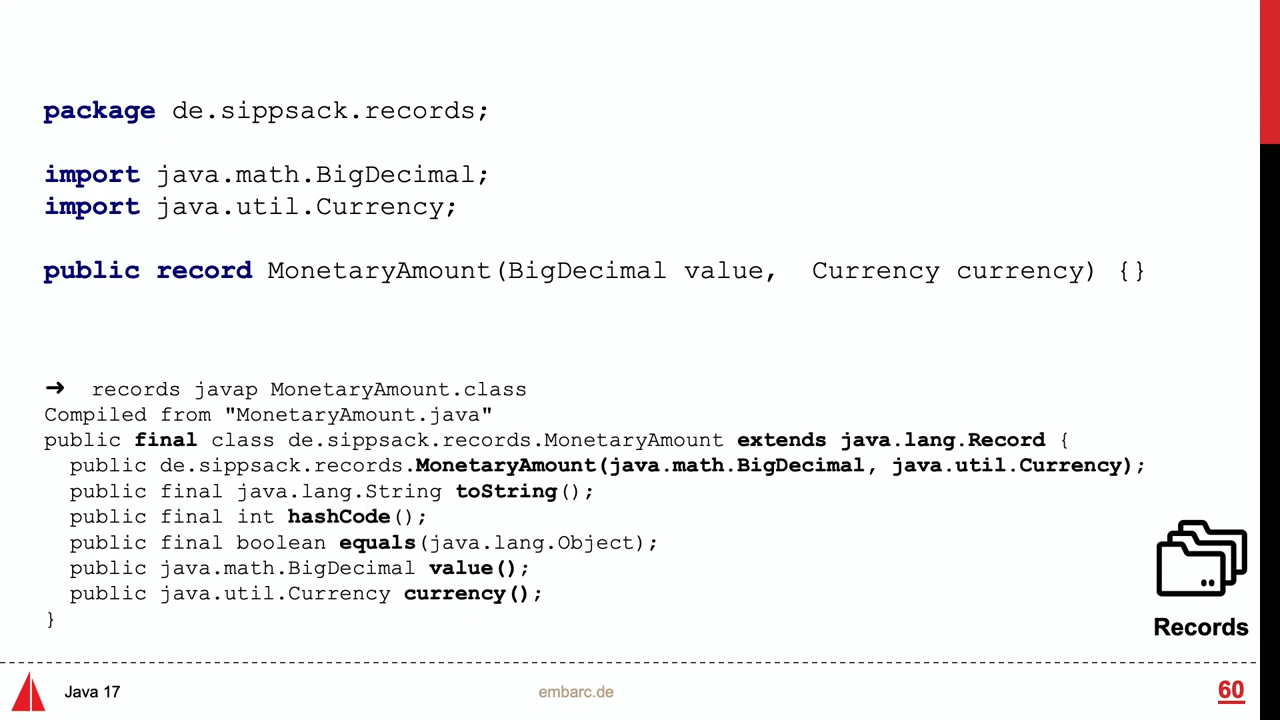 package de.sippsack.records;
import java.math.BigDecimal;
import java.util.Currency;
public record MonetaryAmount(BigDecimal value,  Currency currency) {}
➜  records javap MonetaryAmount.class
Compiled from "MonetaryAmount.java"
public final class de.sippsack.records.MonetaryAmount extends java.lang.Record {
  public de.sippsack.records.MonetaryAmount(java.math.BigDecimal, java.util.Currency);
  public final java.lang.String toString();
  public final int hashCode();
  public final boolean equals(java.lang.Object);
  public java.math.BigDecimal value();
  public java.util.Currency currency();
}
Records
Java 17
embarc.de
60